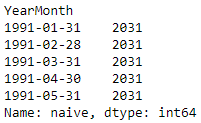 YearMonth
1991-01-31    2031
1991-02-28    2031
1991-03-31    2031
1991-04-30    2031
1991-05-31    2031
Name: naive, dtype: int64